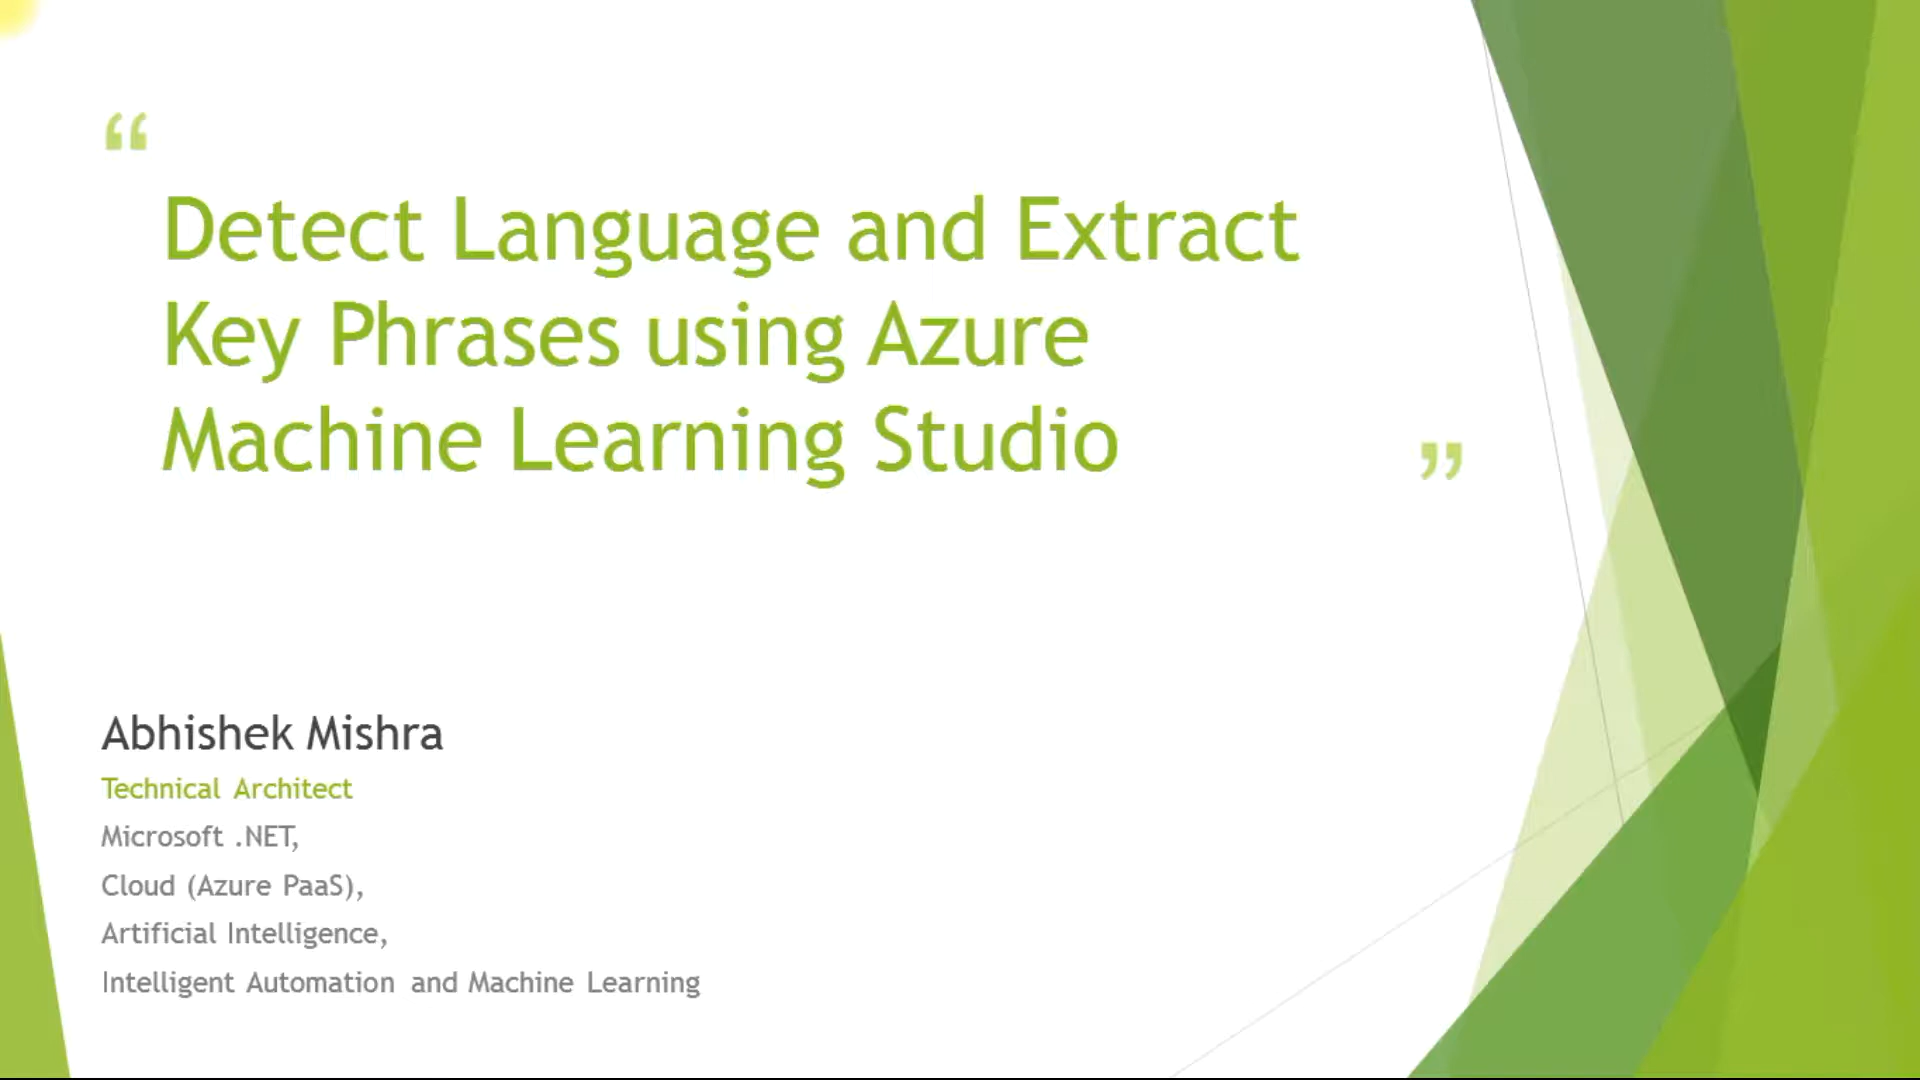 “
Detect Language and Extract
Key Phrases using Azure
Machine Learning Studio
”
Abhishek Mishra
Technical Architect
Microsoft .NET,
Cloud (Azure PaaS),
Artificial Intelligence,
Intelligent Automation and Machine Learning